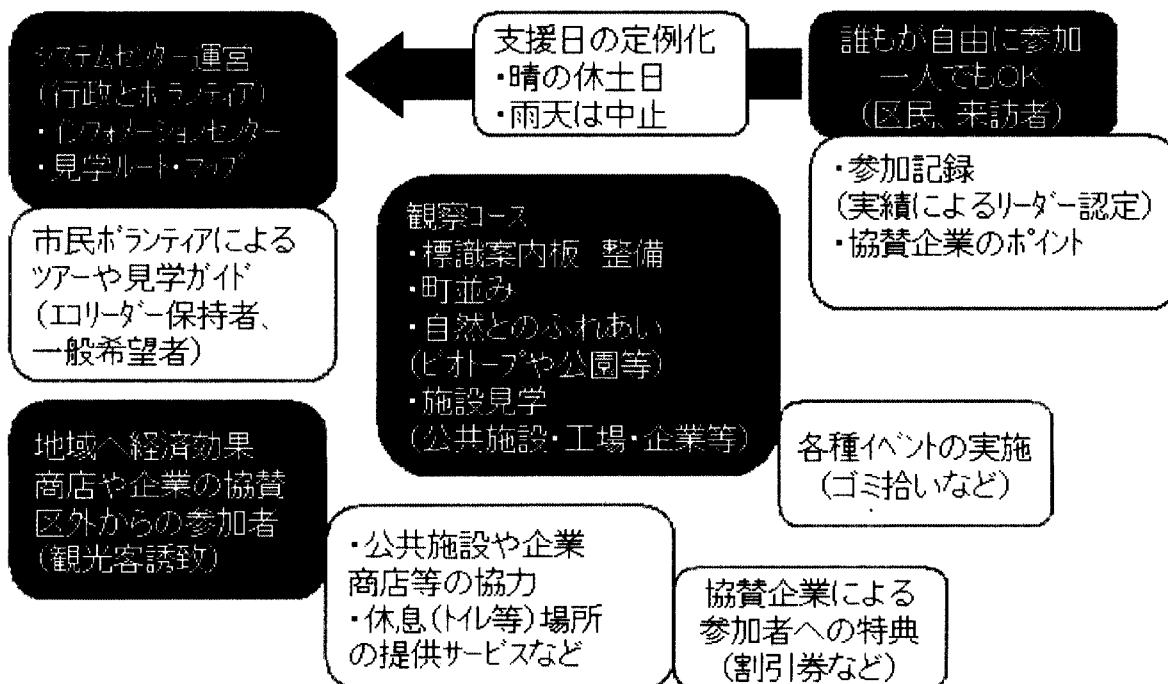 システムセンター運営
(行政とボランティア)
・インフォメーションセンター
・見学ルート・マップ
支援日の定例化
・晴の休土日
・雨天は中止
誰もが自由に参加
一人でもOK
(区民、来訪者)
・参加記録
(実績によるリーダー認定)
・協賛企業のポイント
市民ボランティアによる
ツアーや見学ガイド
(エコリーダー保持者、
一般希望者)
観察コース
・標識案内板 整備
・町並み
・自然とのふれあい
(ビオトープや公園等)
・施設見学
(公共施設・工場・企業等)
各種イベントの実施
(ゴミ拾いなど)
地域へ経済効果
商店や企業の協賛
区外からの参加者
(観光客誘致)
・公共施設や企業
商店等の協力
・休息(トイレ等)場所
の提供サービスなど
協賛企業による
参加者への特典
(割引券など)